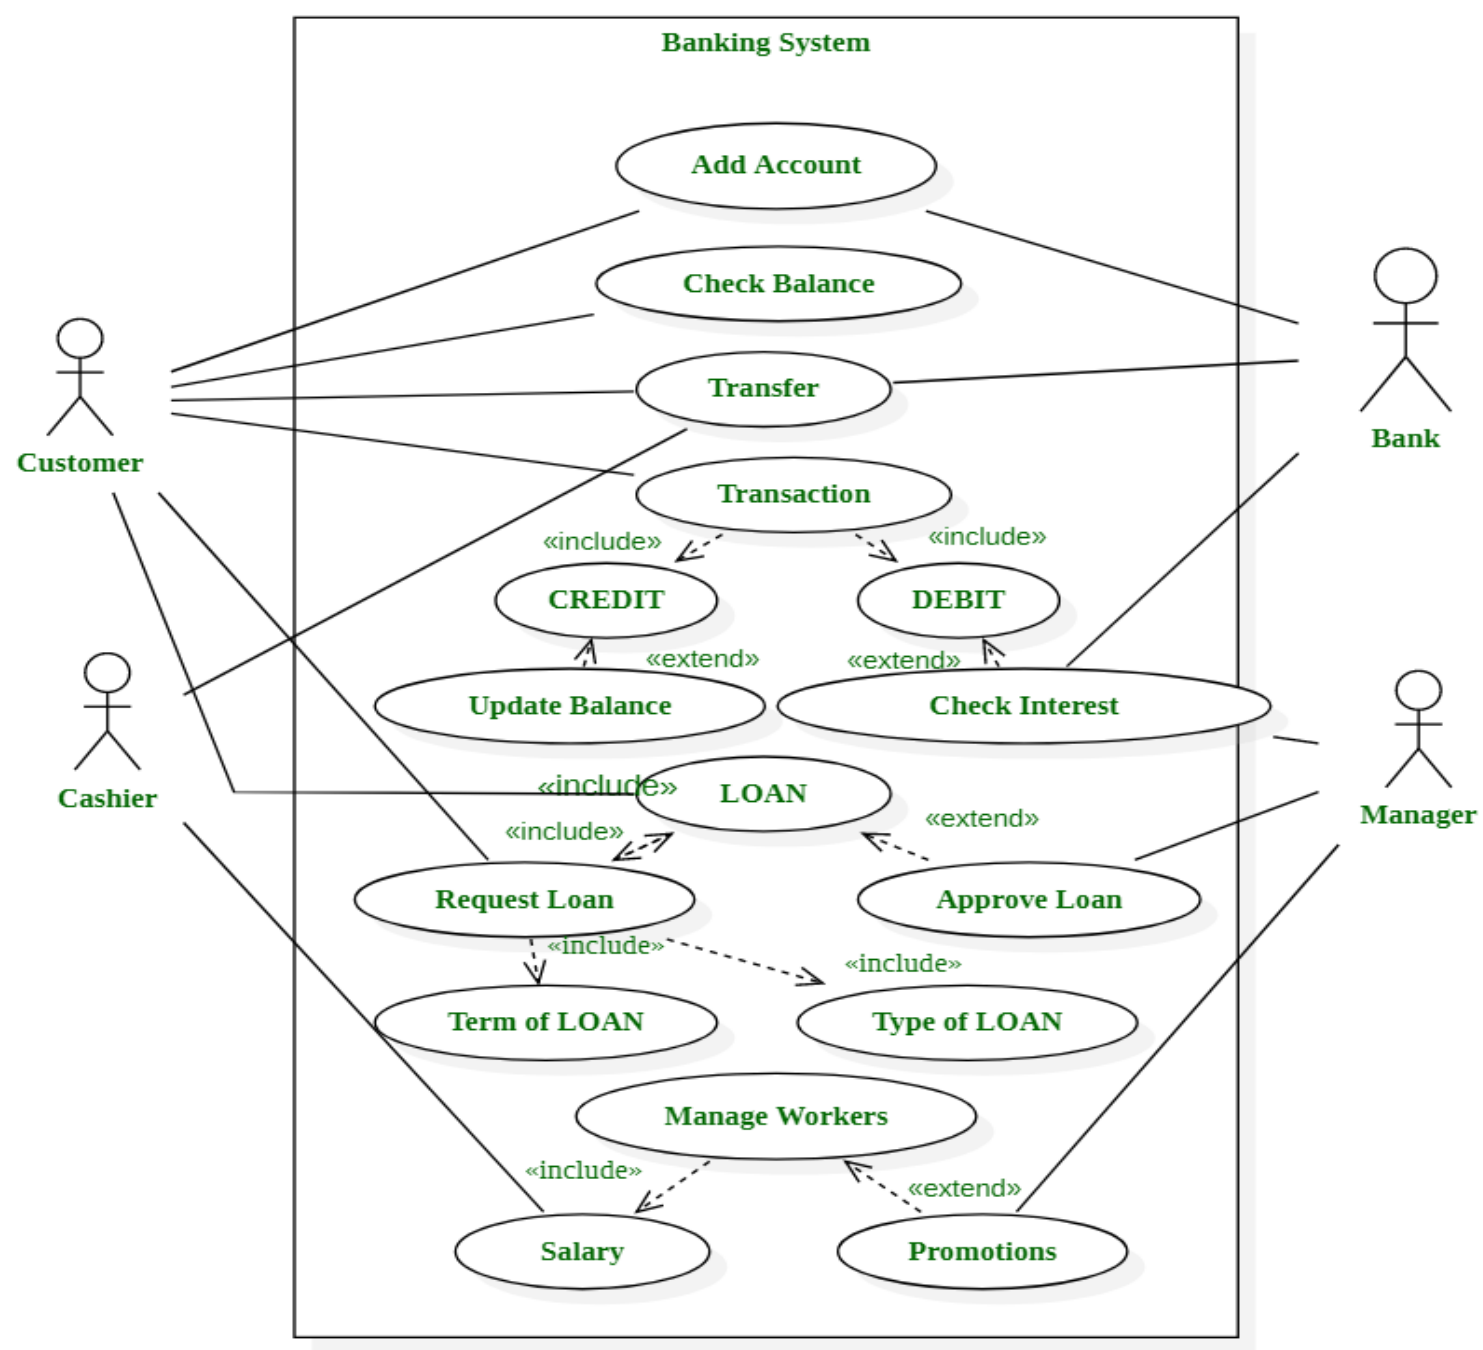 Banking System
Add Account
Check Balance
Transfer
Customer
Bank
Transaction
«include»
«include»
CREDIT
DEBIT
«extend»
«extend»
Update Balance
Check Interest
Cashier
«include»
LOAN
Manager
«include»
«extend»
Request Loan
Approve Loan
«include»
«include»
Term of LOAN
Type of LOAN
Manage Workers
«include»
«extend»
Salary
Promotions